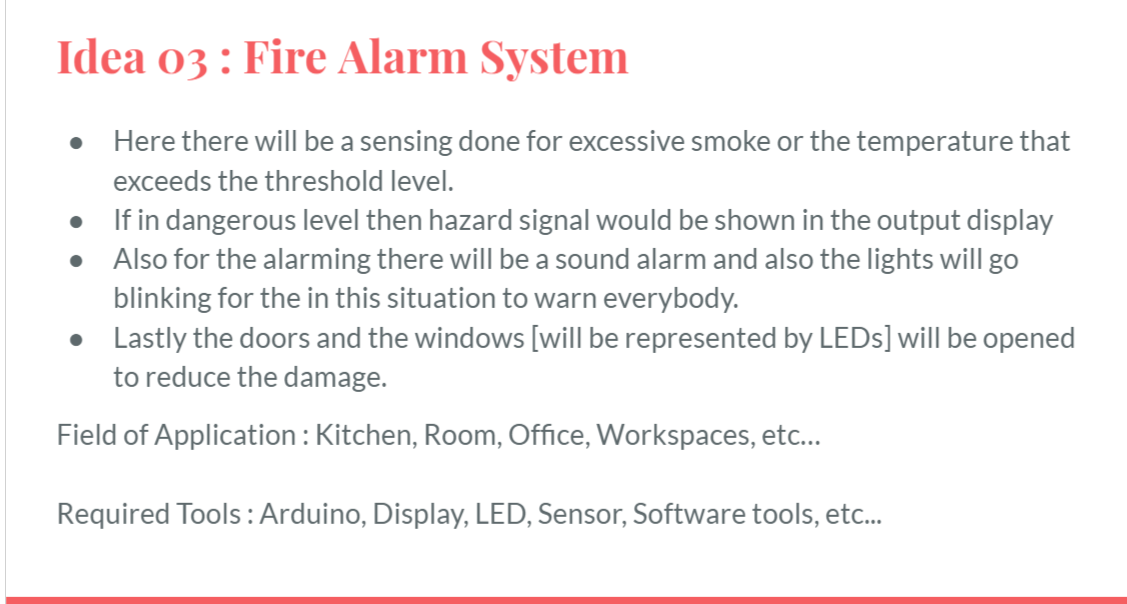 Idea 03 : Fire Alarm System
● Here there will be a sensing done for excessive smoke or the temperature that
exceeds the threshold level.
● If in dangerous level then hazard signal would be shown in the output display
● Also for the alarming there will be a sound alarm and also the lights will go
blinking for the in this situation to warn everybody.
● Lastly the doors and the windows [will be represented by LEDs] will be opened
to reduce the damage.
Field of Application : Kitchen, Room, Office, Workspaces, etc...
Required Tools : Arduino, Display, LED, Sensor, Software tools, etc...